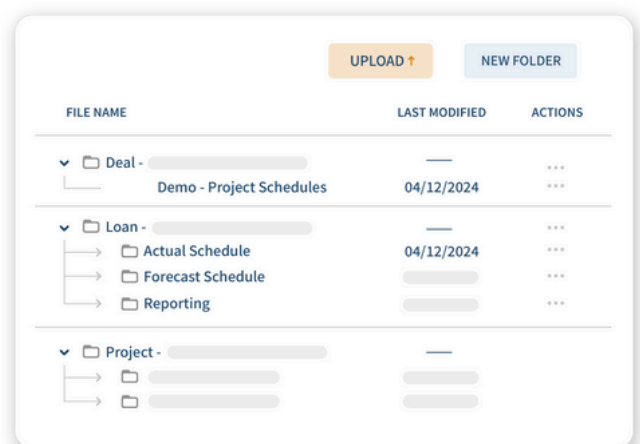 UPLOAD ↑ NEW FOLDER
FILE NAME LAST MODIFIED ACTIONS
Deal -
Demo - Project Schedules 04/12/2024
Loan -
Actual Schedule 04/12/2024
Forecast Schedule
Reporting
Project -